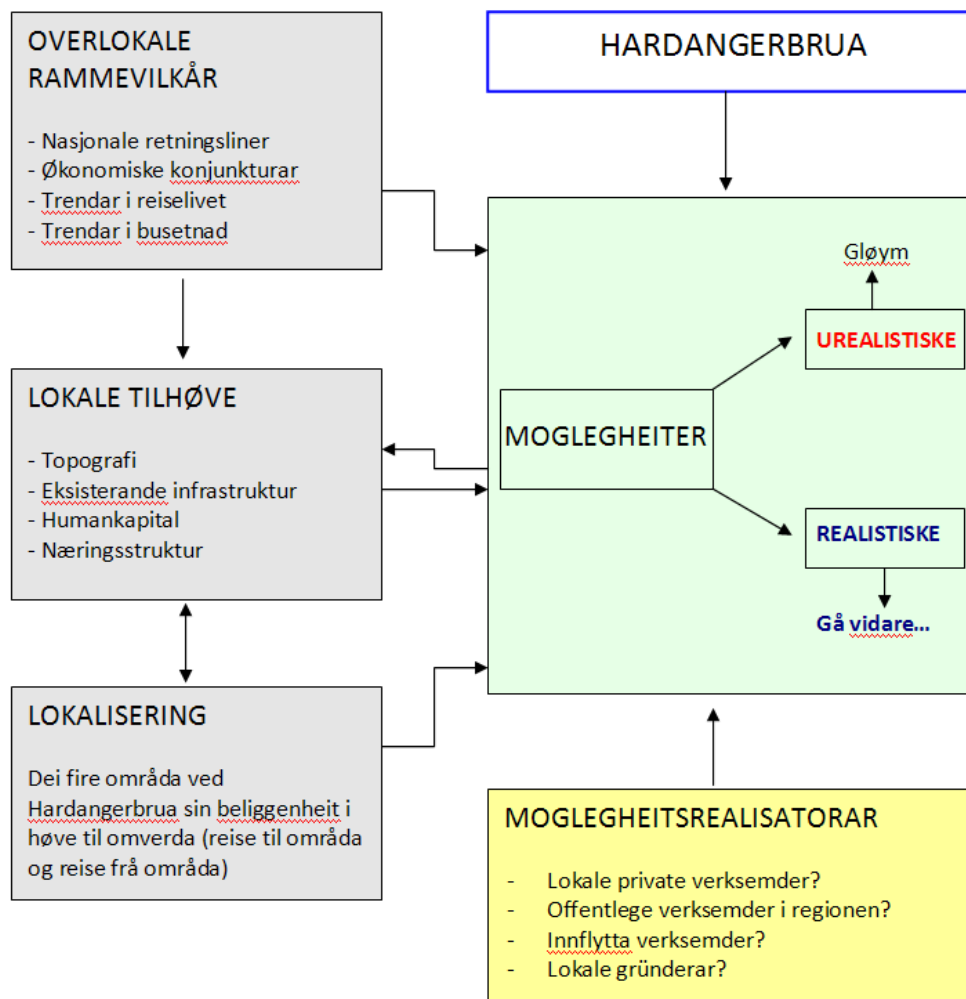 OVERLOKALE
RAMMEVILKÅR
- Nasjonale retningsliner
- Økonomiske konjunkturar
- Trendar i reiselivet
- Trendar i busetnad
HARDANGERBRUA
Gløym
UREALISTISKE
MOGLEGHEITER
REALISTISKE
Gå vidare...
LOKALE TILHØVE
- Topografi
- Eksisterande infrastruktur
- Humankapital
- Næringsstruktur
LOKALISERING
Dei fire områda ved
Hardangerbrua sin beliggenheit i
høve til omverda (reise til områda
og reise frå områda)
MOGLEGHEITSREALISATORAR
- Lokale private verksemder?
- Offentlege verksemder i regionen?
- Innflytta verksemder?
- Lokale gründerar?